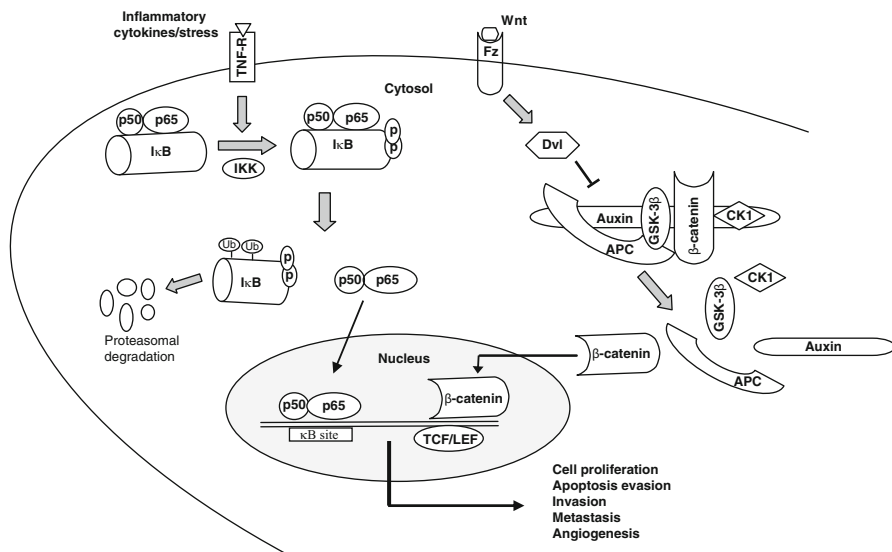 Inflammatory
cytokines/stress
TNF-R
Wnt
Fz
Cytosol
p50
p65
IκB
IKK
p50
p65
IκB
p
p
Dvl
Auxin
APC
GSK-3β
β-catenin
CK1
Ub
Ub
IκB
p
p
p50
p65
Proteasomal
degradation
CK1
GSK-3β
APC
Auxin
β-catenin
Nucleus
p50
p65
β-catenin
κB site
TCF/LEF
Cell proliferation
Apoptosis evasion
Invasion
Metastasis
Angiogenesis